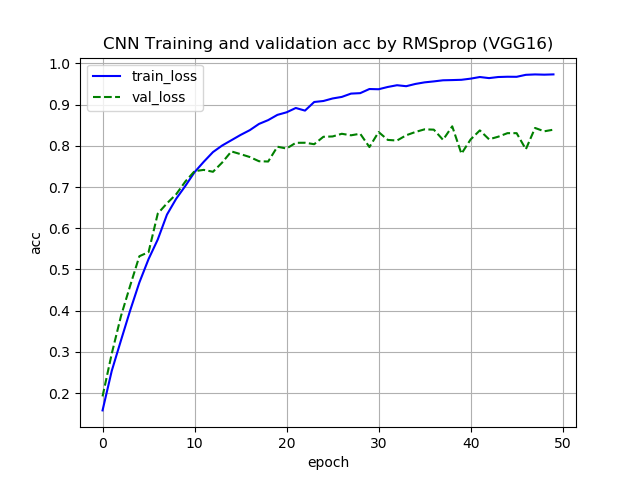 CNN Training and validation acc by RMSprop (VGG16)
train_loss
val_loss
1.0
0.9
0.8
0.7
0.6
0.5
0.4
0.3
0.2
acc
0 10 20 30 40 50
epoch